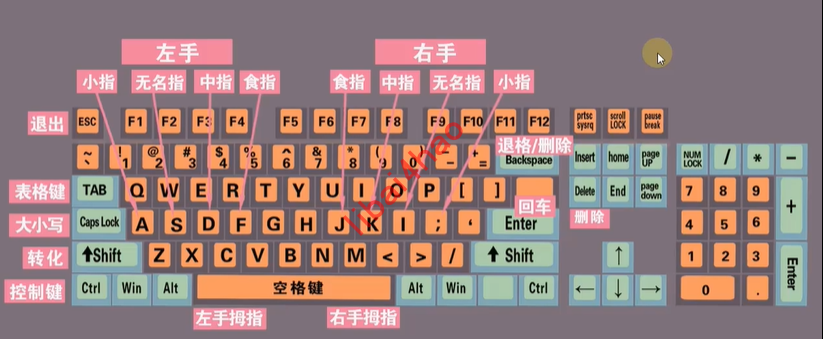 左手 右手
小指 无名指 中指 食指 食指 中指 无名指 小指
退出 ESC F1 F2 F3 F4 F5 F6 F7 F8 F9 F10 F11 F12 prtsc sysrq scroll LOCK pause break
~ ` ! 1 @ 2 # 3 $ 4 % 5 ^ 6 & 7 * 8 ( 9 0 _ - + = 退格/删除 Backspace Insert home page UP NUM LOCK / * -
表格键 TAB Q W E R T Y U I O P [ ] 回车 Delete End page down 7 8 9 +
大小写 Caps Lock A S D F G H J K l ; ‘ Enter 删除 4 5 6
转化 ↑Shift Z X C V B N M < > / ↑ Shift ↑ 1 2 3 Enter
控制键 Ctrl Win Alt 空格键 Alt Win Ctrl ← ↓ → 0 .
左手拇指 右手拇指
libai4hao